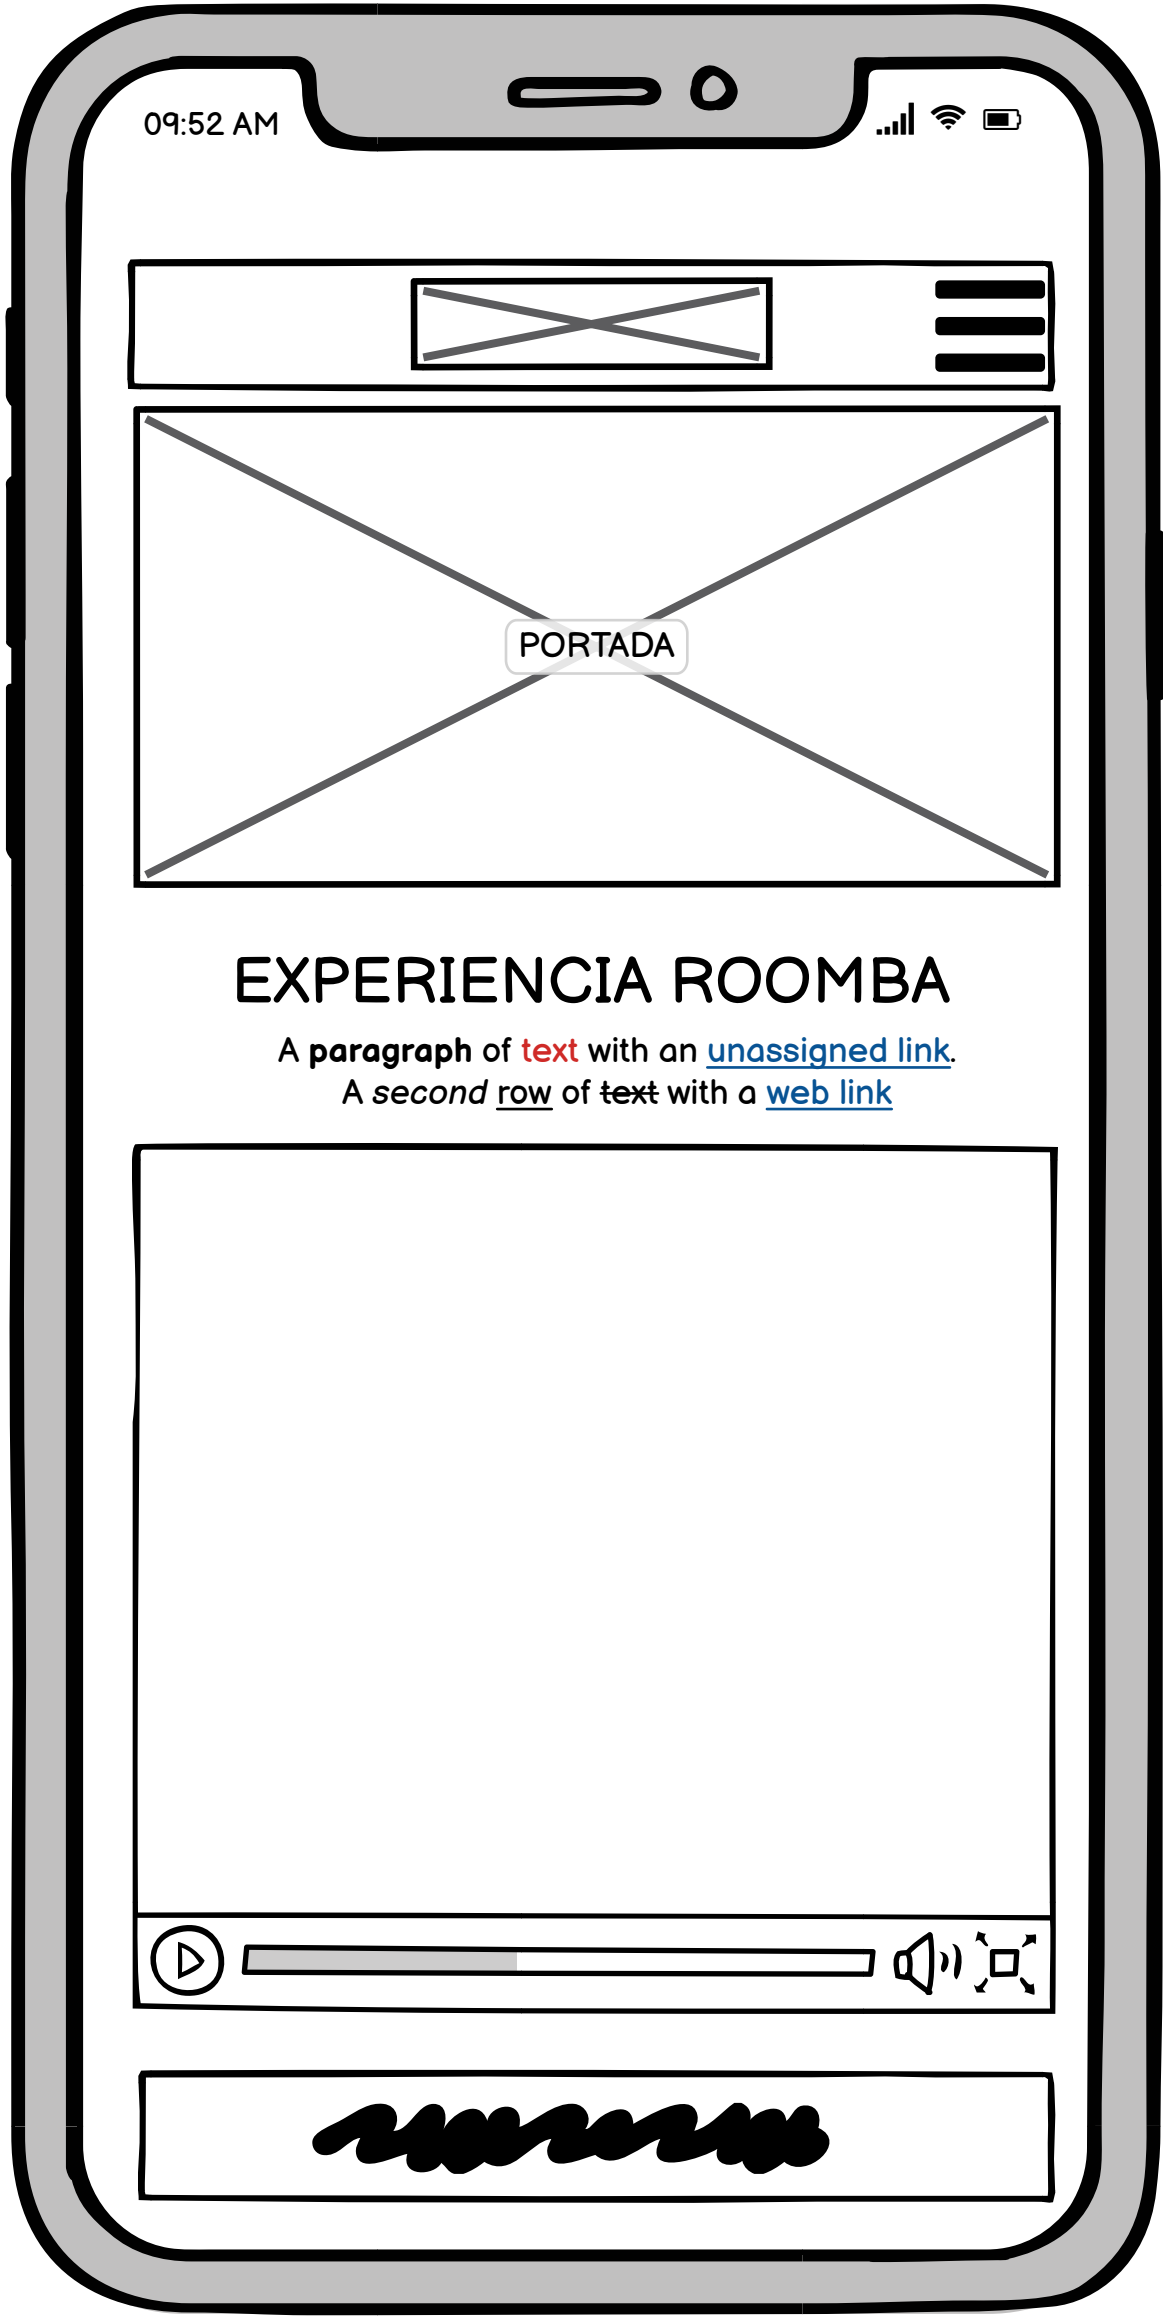 09:52 AM
PORTADA
EXPERIENCIA ROOMBA
A paragraph of text with an unassigned link.
A second row of text with a web link